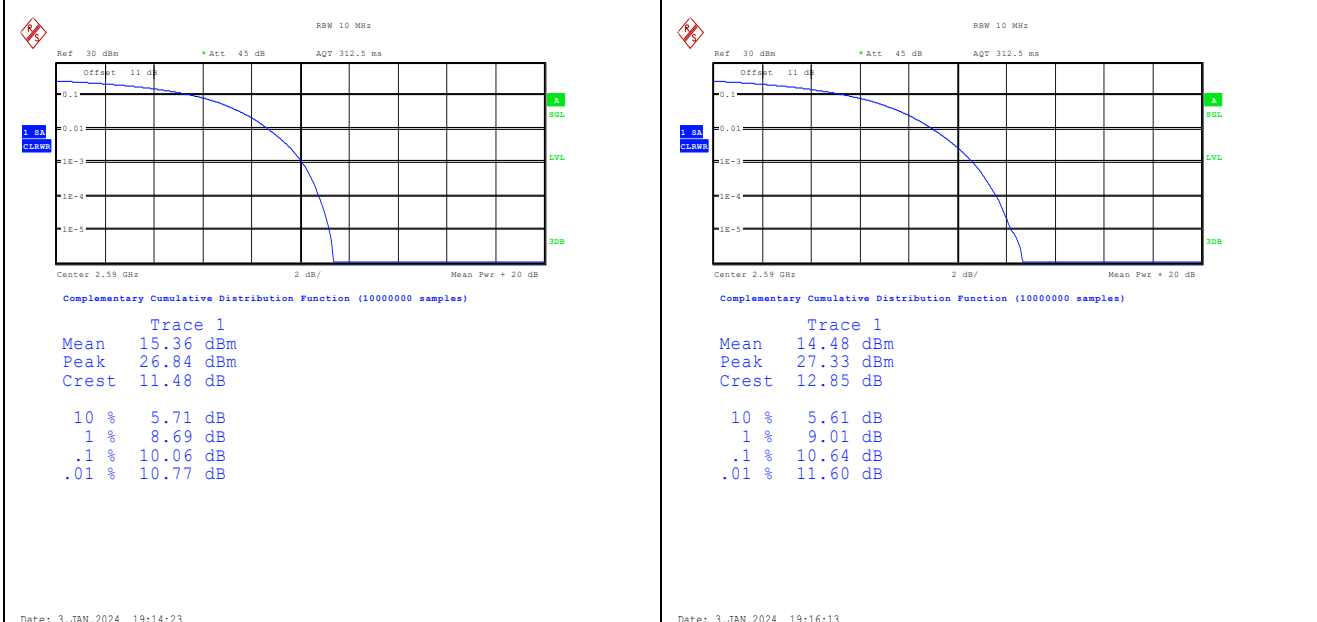 RBW 10 MHz
Ref 30 dBm * Att 45 dB AQT 312.5 ms
Offset 11 dB
0.1
A
SGL
0.01
1 SA
CLRWR
1E-3
LVL
1E-4
1E-5
3DB
Center 2.59 GHz 2 dB/ Mean Pwr + 20 dB
Complementary Cumulative Distribution Function (10000000 samples)
Trace 1
Mean 15.36 dBm
Peak 26.84 dBm
Crest 11.48 dB
10 % 5.71 dB
1 % 8.69 dB
.1 % 10.06 dB
.01 % 10.77 dB
Date: 3.JAN.2024 19:14:23
RBW 10 MHz
Ref 30 dBm * Att 45 dB AQT 312.5 ms
Offset 11 dB
0.1
A
SGL
0.01
1 SA
CLRWR
1E-3
LVL
1E-4
1E-5
3DB
Center 2.59 GHz 2 dB/ Mean Pwr + 20 dB
Complementary Cumulative Distribution Function (10000000 samples)
Trace 1
Mean 14.48 dBm
Peak 27.33 dBm
Crest 12.85 dB
10 % 5.61 dB
1 % 9.01 dB
.1 % 10.64 dB
.01 % 11.60 dB
Date: 3.JAN.2024 19:16:13